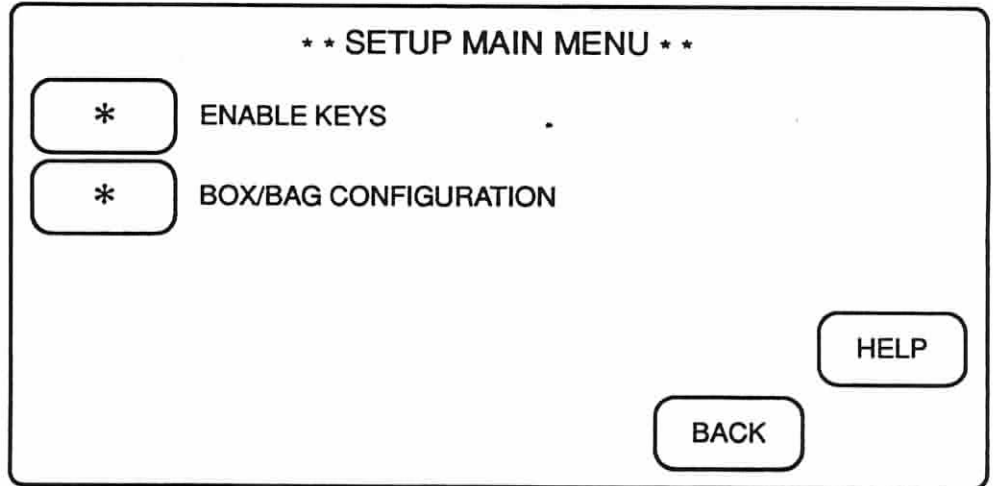 * * SETUP MAIN MENU * *
* ENABLE KEYS
* BOX/BAG CONFIGURATION
HELP
BACK